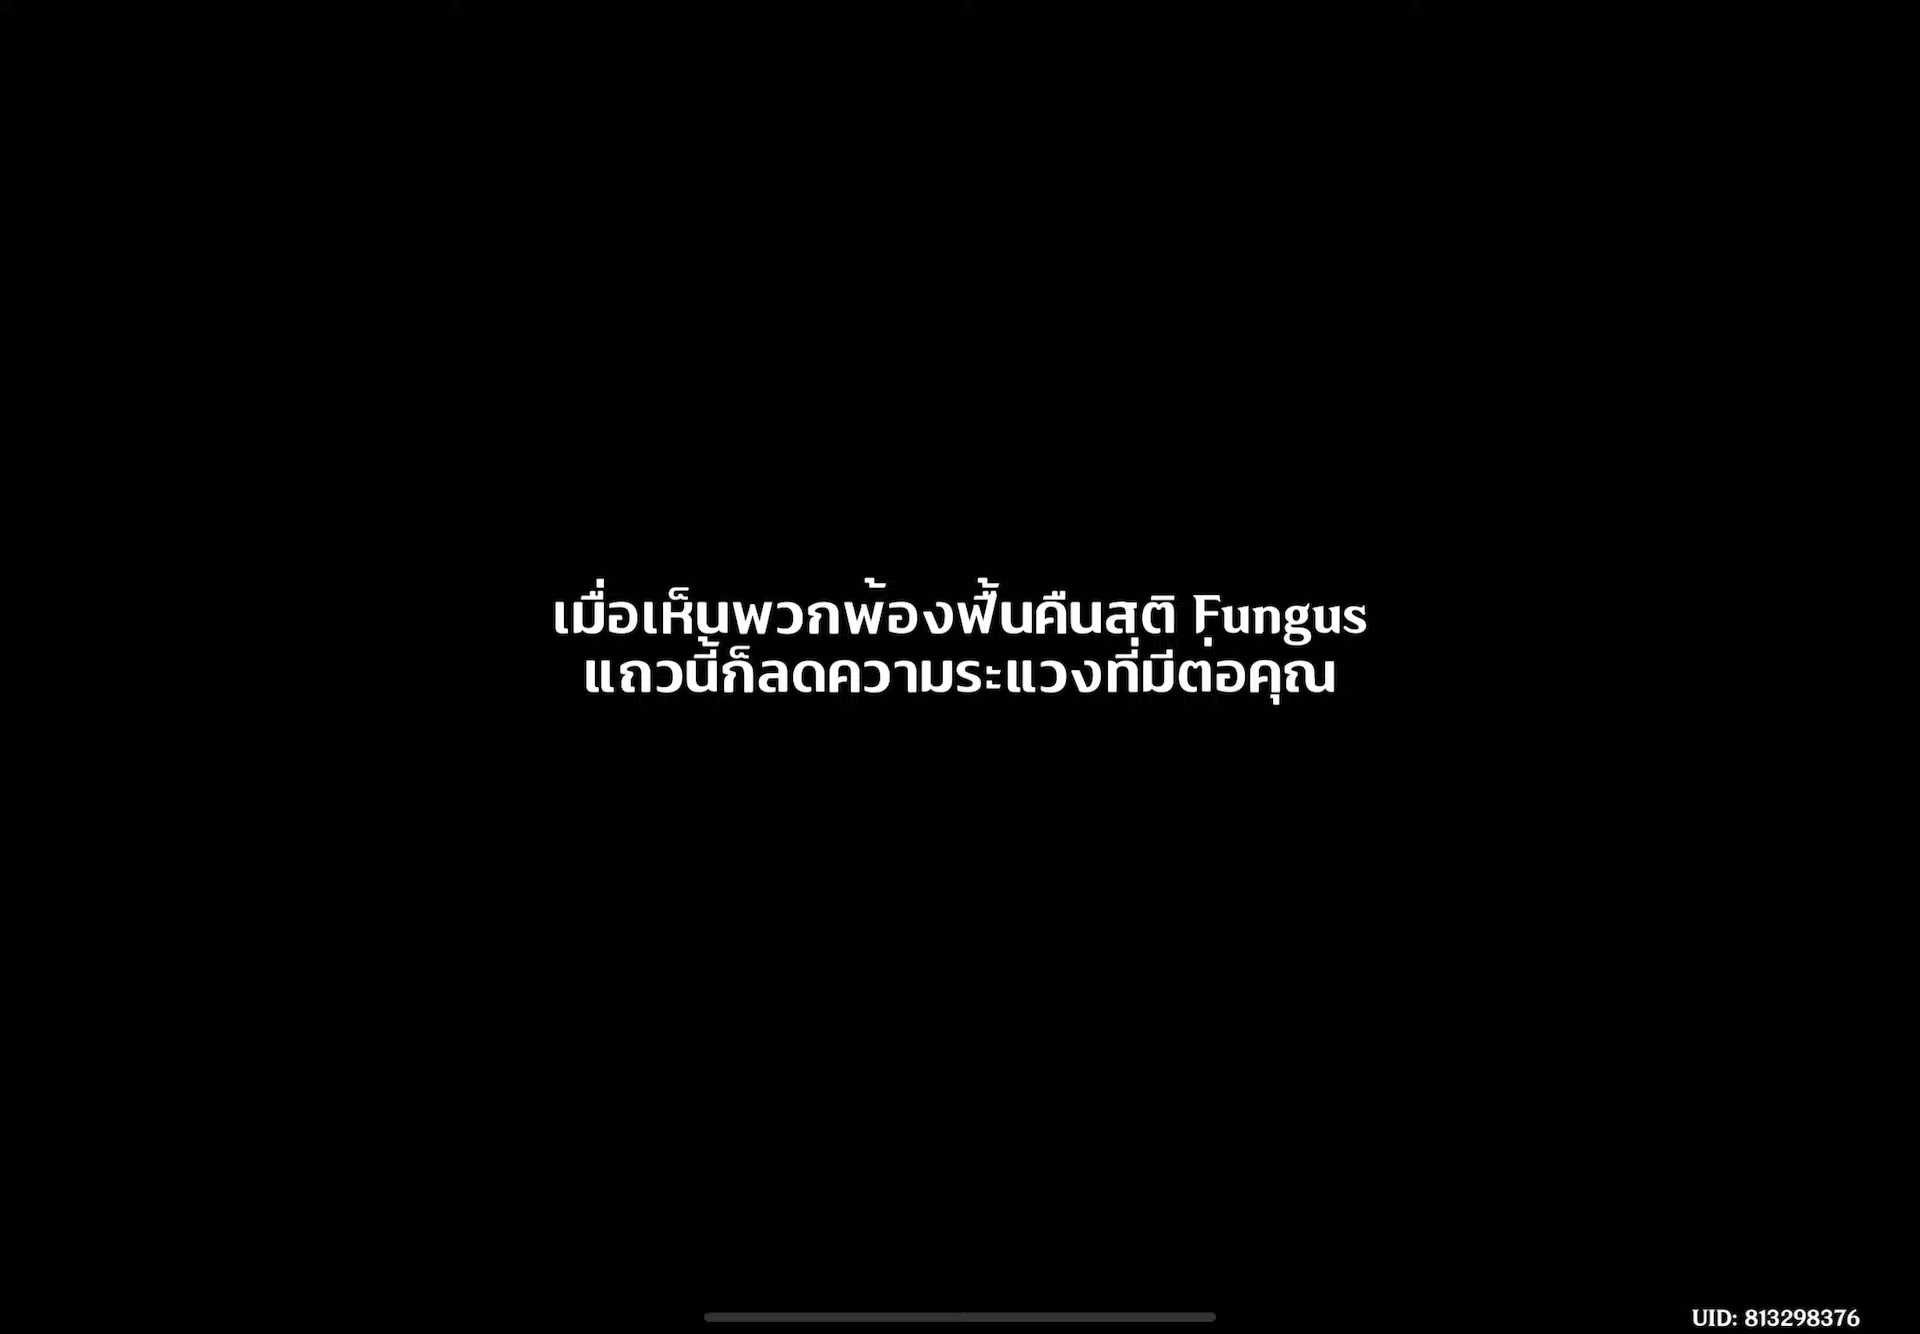 เมื่อเห็นพวกพ้องฟื้นคืนสติ Fungus
แถวนี้ก็ลดความระแวงที่มีต่อคุณ
UID: 813298376